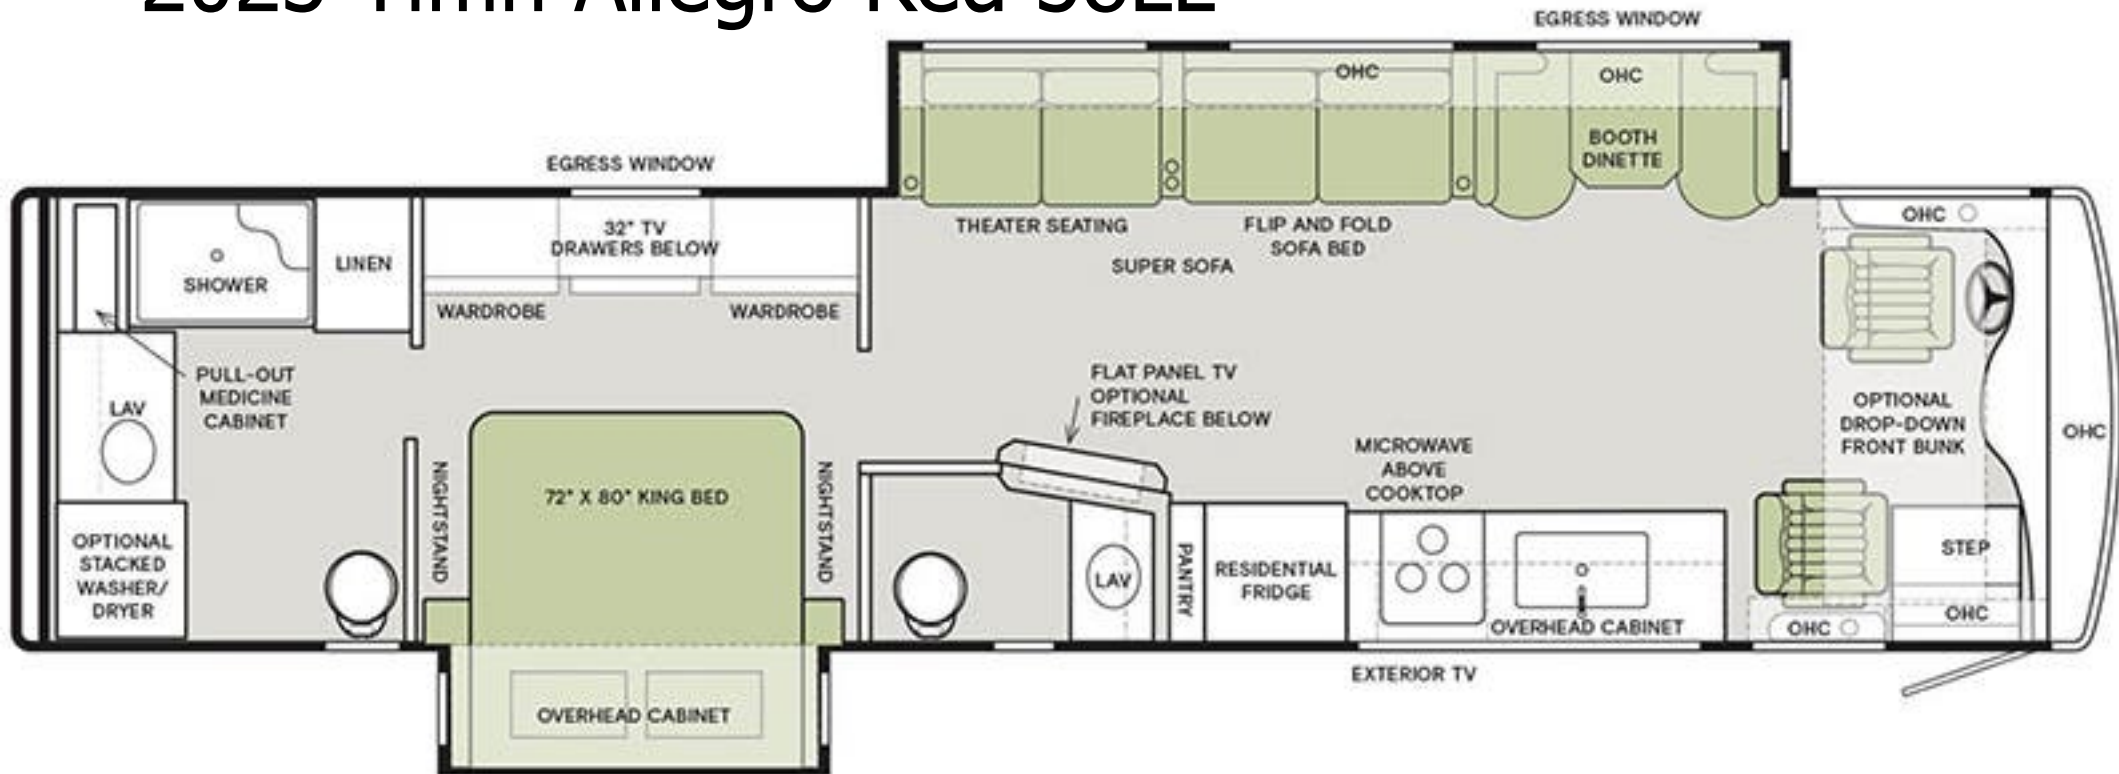 EGRESS WINDOW
OHC
OHC
BOOTH
DINETTE
EGRESS WINDOW
THEATER SEATING
FLIP AND FOLD
SOFA BED
SUPER SOFA
OHC
32" TV
DRAWERS BELOW
SHOWER
LINEN
WARDROBE
WARDROBE
PULL-OUT
MEDICINE
CABINET
LAV
FLAT PANEL TV
OPTIONAL
FIREPLACE BELOW
OPTIONAL
DROP-DOWN
FRONT BUNK
OHC
MICROWAVE
ABOVE
COOKTOP
NIGHTSTAND
72" X 80" KING BED
NIGHTSTAND
OPTIONAL
STACKED
WASHER/
DRYER
LAV
PANTRY
RESIDENTIAL
FRIDGE
STEP
OHC
OVERHEAD CABINET
OHC
EXTERIOR TV
OVERHEAD CABINET